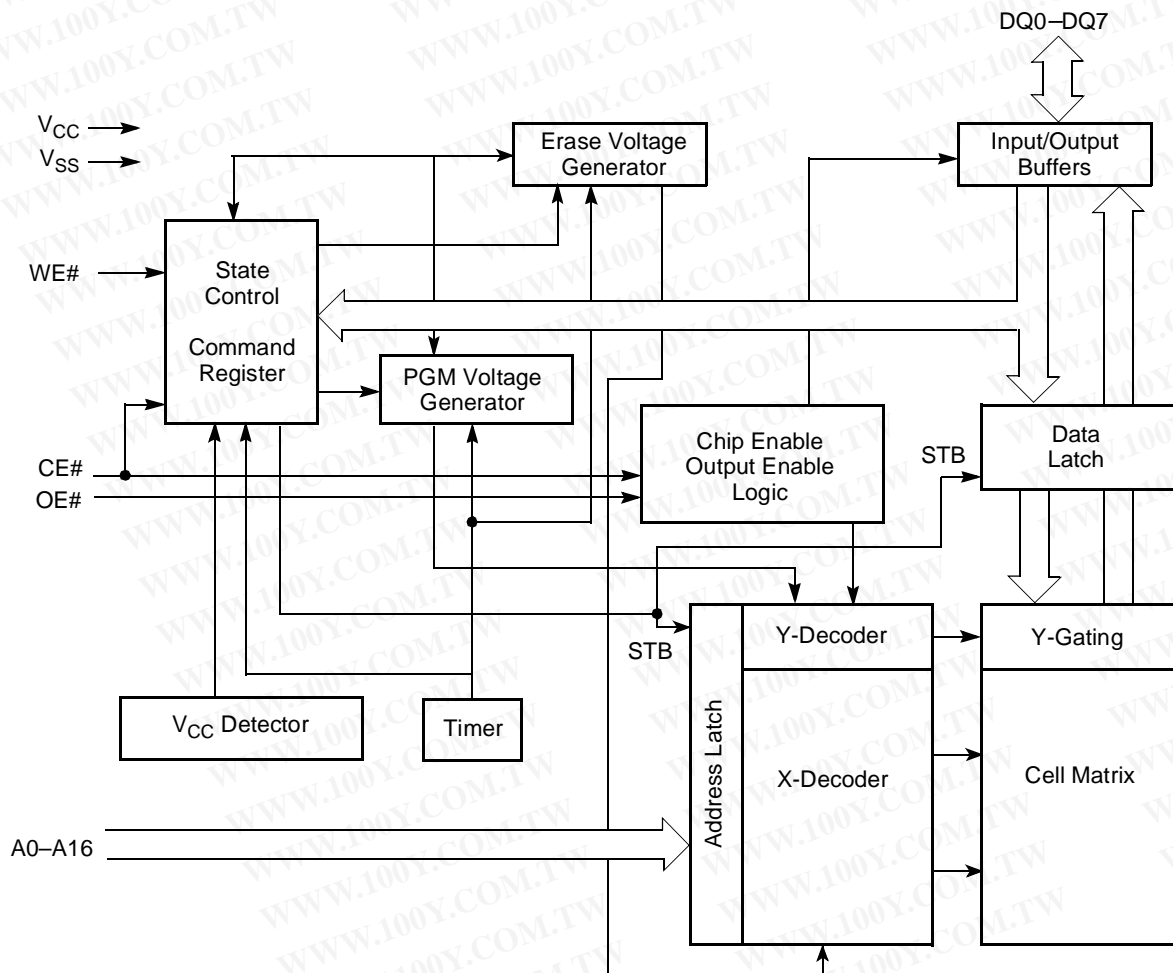 DQ0–DQ7
VCC
VSS
Erase Voltage
Generator
Input/Output
Buffers
WE#
State
Control
Command
Register
PGM Voltage
Generator
Chip Enable
Output Enable
Logic
STB
Data
Latch
CE#
OE#
STB
Y-Decoder
Y-Gating
VCC Detector
Timer
Address Latch
X-Decoder
Cell Matrix
A0–A16
WWW.100Y.COM.TW